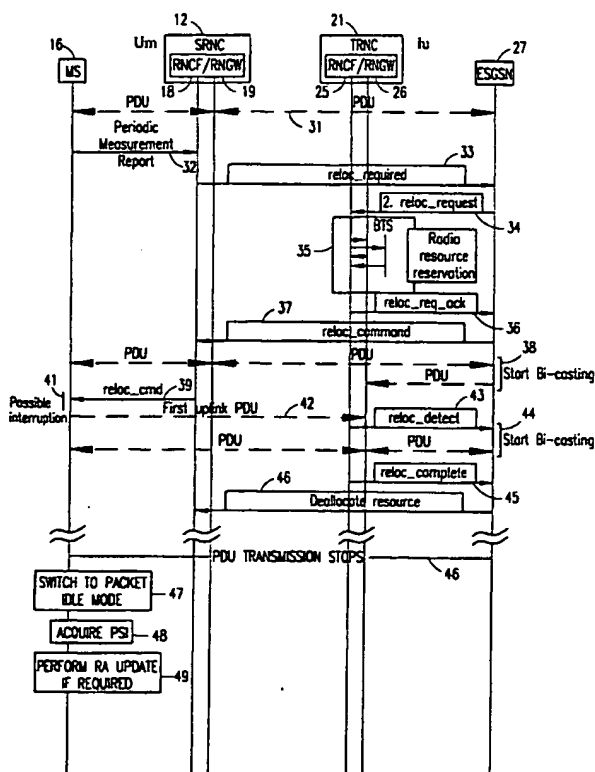 12
21
16
Um
SRNC
TRNC
Iu
27
MS
RNCF/RNGW
RNCF/RNGW
ESGSN
18
19
25
26
PDU
PDU
31
Periodic
Measurement
Report
32
33
reloc_required
2. reloc_request
34
BTS
35
Radio
resource
reservation
37
reloc_req_ack
36
reloc_command
PDU
PDU
38
PDU
Start Bi-casting
41
reloc_cmd
39
43
Possible
interruption
First uplink PDU
42
reloc_detect
44
PDU
PDU
Start Bi-casting
46
reloc_complete
45
Deallocate resource
PDU TRANSMISSION STOPS
46
SWITCH TO PACKET
IDLE MODE
47
ACQUIRE PSI
48
PERFORM RA UPDATE
IF REQUIRED
49